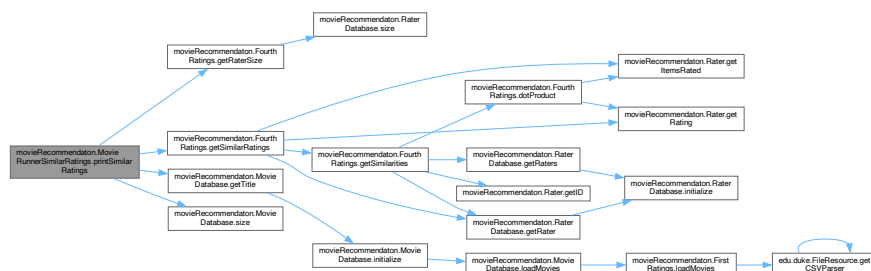 movieRecommendaton.Rater
Database.size
movieRecommendaton.Fourth
Ratings.getRaterSize
movieRecommendaton.Rater.get
ItemsRated
movieRecommendaton.Fourth
Ratings.dotProduct
movieRecommendaton.Rater.get
Rating
movieRecommendaton.Fourth
Ratings.getSimilarRatings
movieRecommendaton.Movie
RunnerSimilarRatings.printSimilar
Ratings
movieRecommendaton.Fourth
Ratings.getSimilarities
movieRecommendaton.Rater
Database.getRaters
movieRecommendaton.Movie
Database.getTitle
movieRecommendaton.Rater.getID
movieRecommendaton.Rater
Database.initialize
movieRecommendaton.Movie
Database.size
movieRecommendaton.Rater
Database.getRater
movieRecommendaton.Movie
Database.initialize
movieRecommendaton.Movie
Database.loadMovies
movieRecommendaton.First
Ratings.loadMovies
edu.duke.FileResource.get
CSVParser